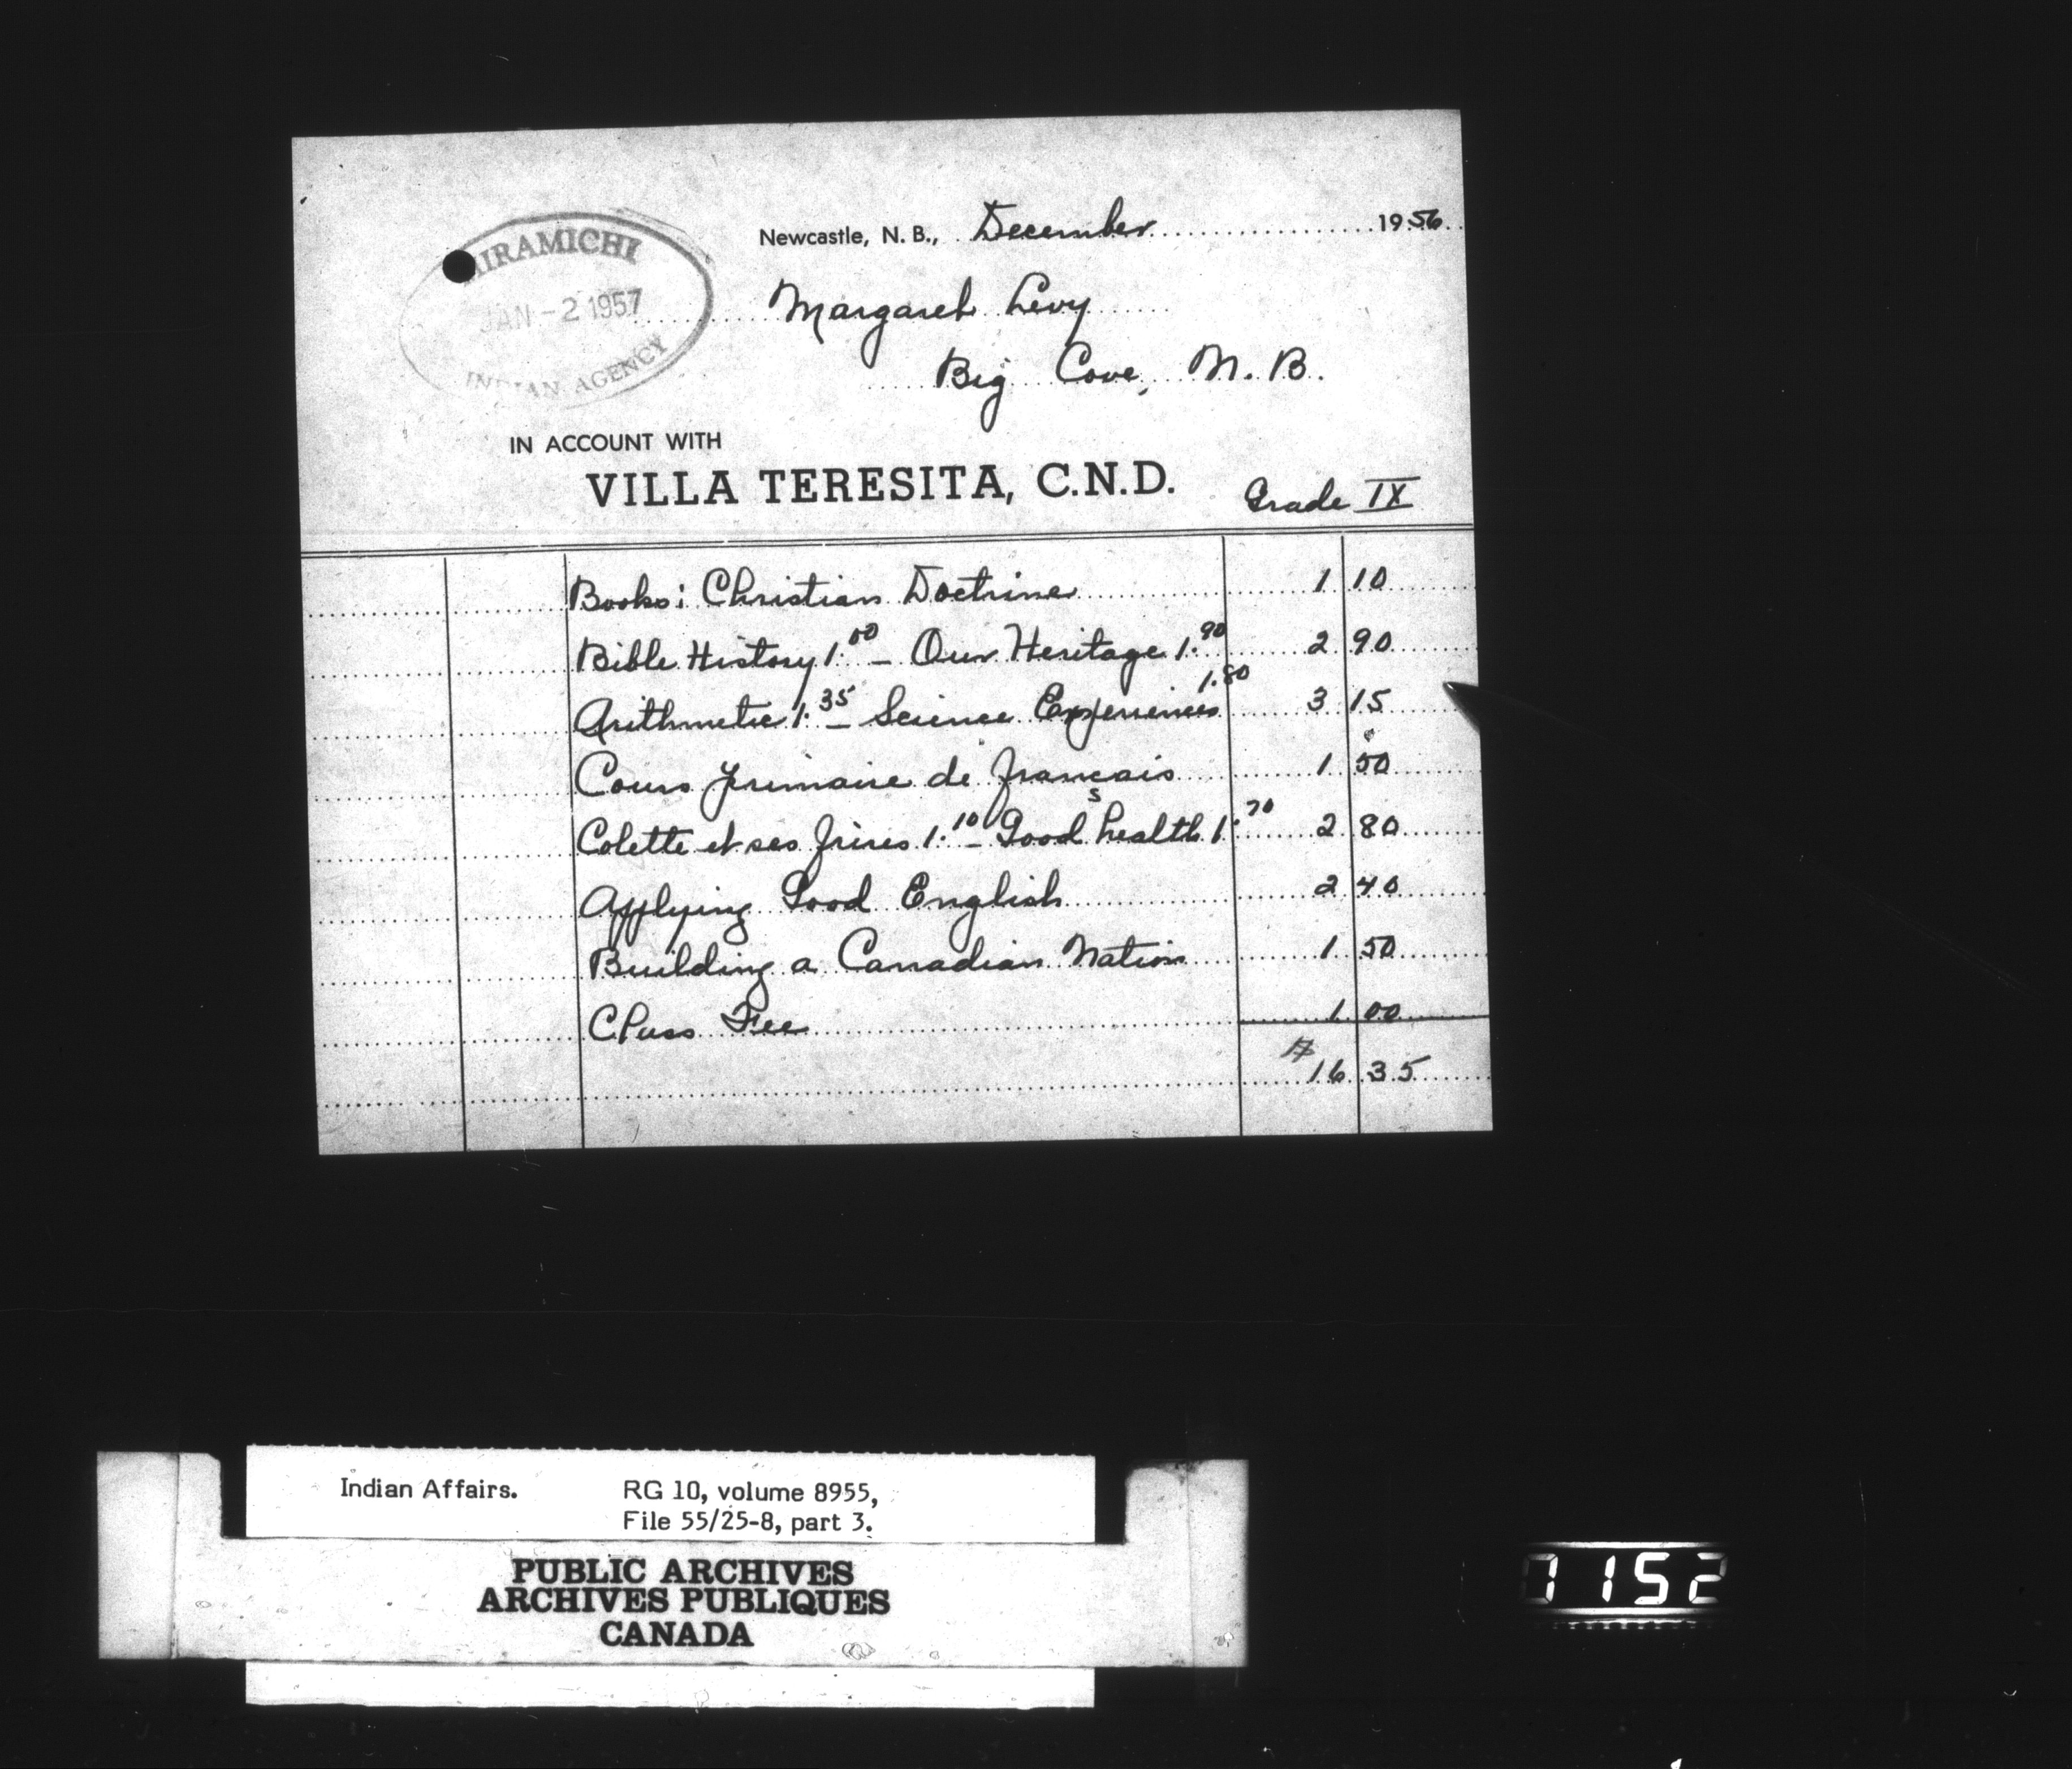 Newcastle, N. B., December 1956
MIRAMICHI
JAN - 2 1957
INDIAN AGENCY
Margaret Levy
Big Cove, N. B.
IN ACCOUNT WITH
VILLA TERESITA, C.N.D.
Grade IX
Books: Christian Doctrine 1 10
Bible History 1.00 - Our Heritage 1.90 2 90
Arithmetic 1.35 - Science Experiences 1.80 3 15
Cours primaire de français 1 50
Colette et ses frères 1.10 - Good health 1.70 2 80
Applying Good English 2 40
Building a Canadian Nation 1 50
Class Fee 1 00
$16 35
Indian Affairs. RG 10, volume 8955,
File 55/25-8, part 3.
PUBLIC ARCHIVES
ARCHIVES PUBLIQUES
CANADA
7152